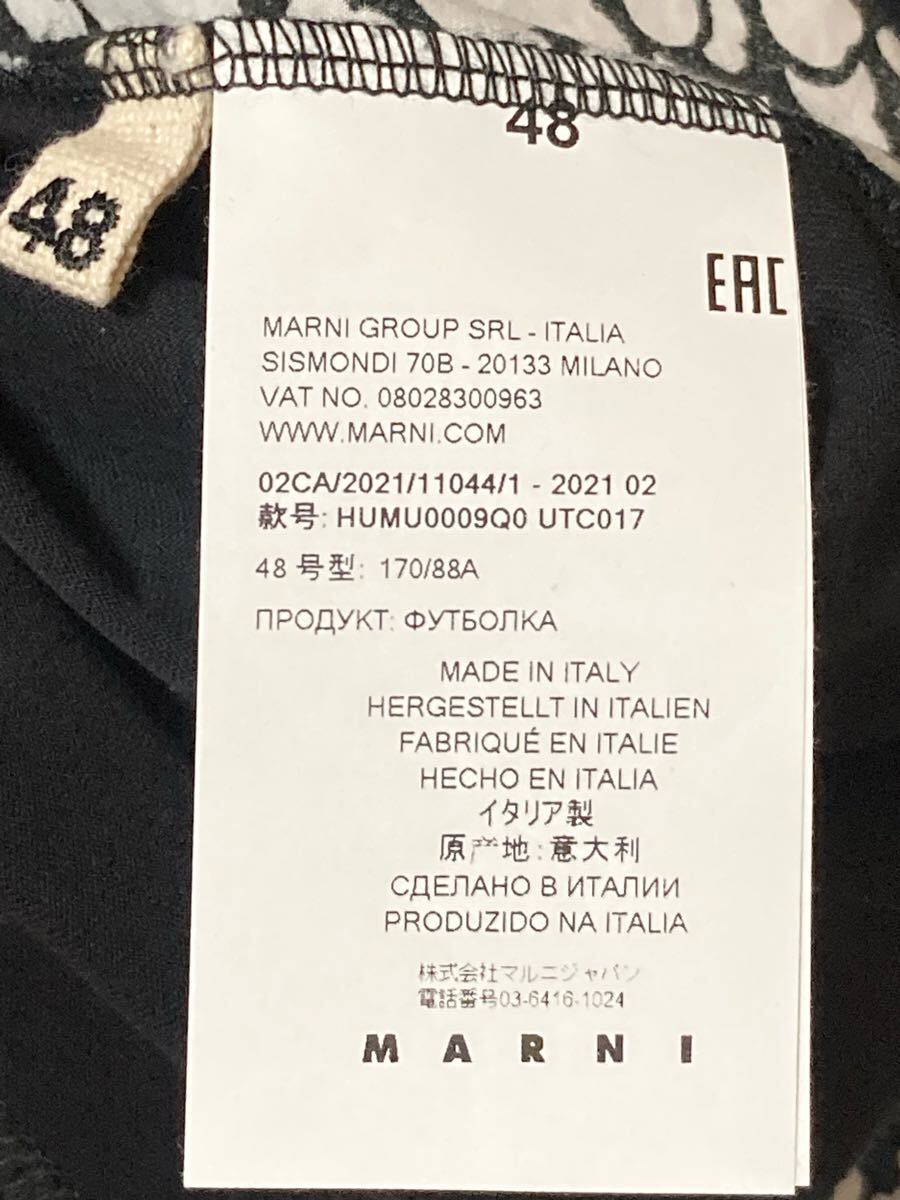 48
48
EAC
MARNI GROUP SRL - ITALIA
SISMONDI 70B - 20133 MILANO
VAT NO. 08028300963
WWW.MARNI.COM
02CA/2021/11044/1 - 2021 02
款号: HUMU0009Q0 UTC017
48 号型: 170/88A
ПРОДУКТ: ФУТБОЛКА
MADE IN ITALY
HERGESTELLT IN ITALIEN
FABRIQUÉ EN ITALIE
HECHO EN ITALIA
イタリア製
原产地: 意大利
СДЕЛАНО В ИТАЛИИ
PRODUZIDO NA ITALIA
株式会社マルニジャパン
電話番号03-6416-1024
MARNI